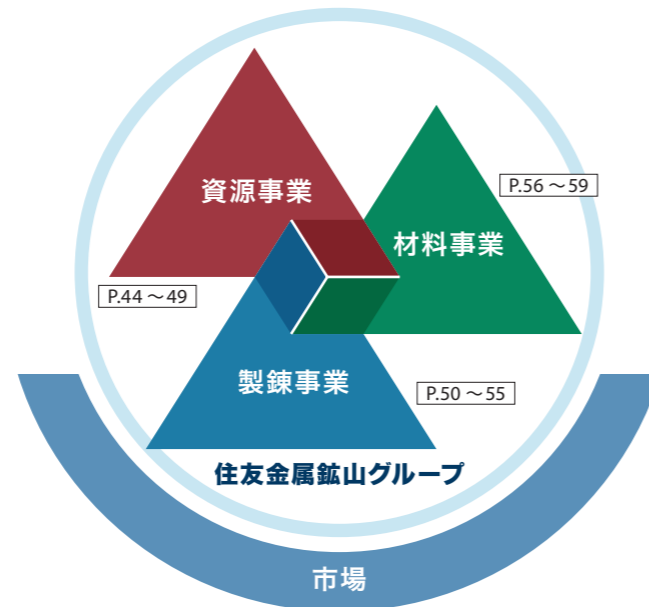 資源事業
P.56～59
材料事業
P.44～49
製錬事業
P.50～55
住友金属鉱山グループ
市場